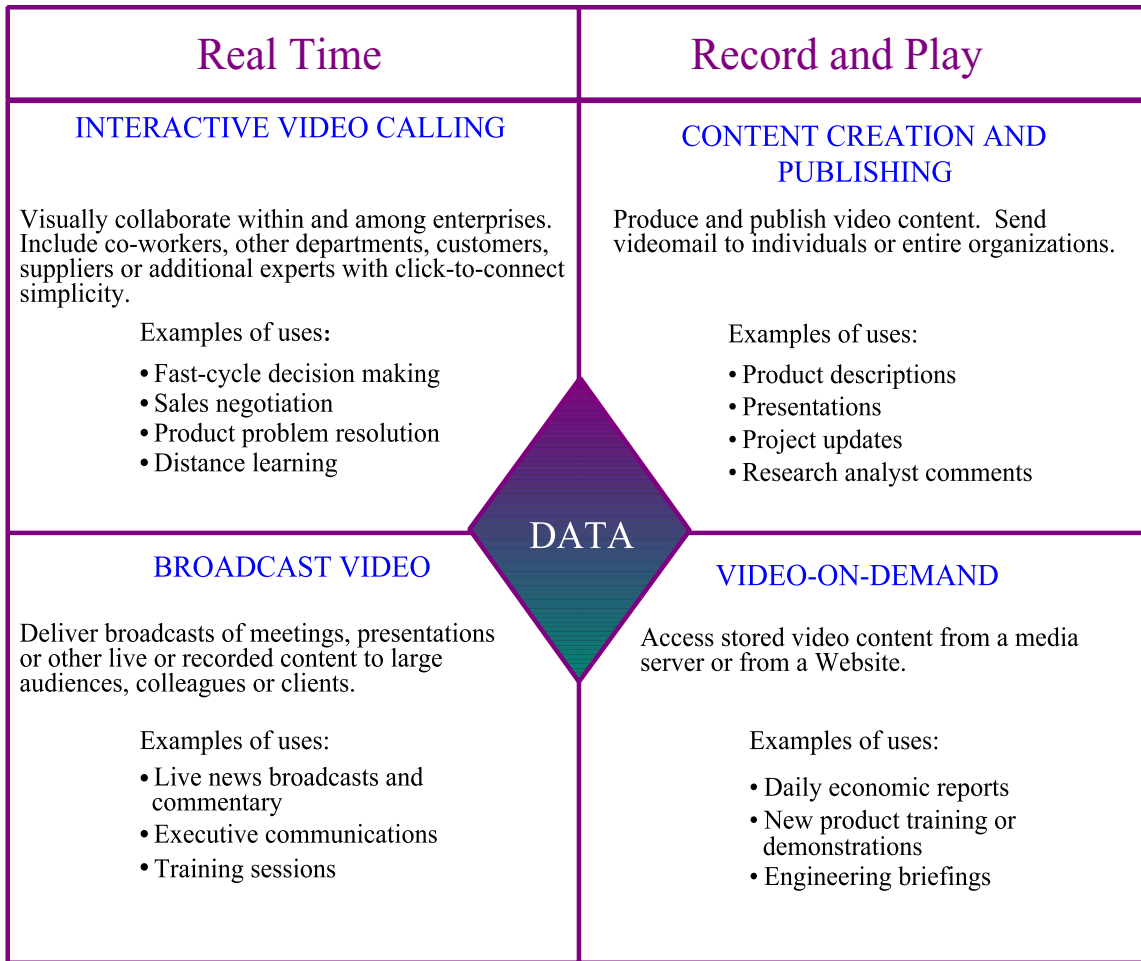 Real Time
Record and Play
INTERACTIVE VIDEO CALLING
Visually collaborate within and among enterprises.
Include co-workers, other departments, customers,
suppliers or additional experts with click-to-connect
simplicity.
Examples of uses:
• Fast-cycle decision making
• Sales negotiation
• Product problem resolution
• Distance learning
CONTENT CREATION AND
PUBLISHING
Produce and publish video content.  Send
videomail to individuals or entire organizations.
Examples of uses:
• Product descriptions
• Presentations
• Project updates
• Research analyst comments
DATA
BROADCAST VIDEO
Deliver broadcasts of meetings, presentations
or other live or recorded content to large
audiences, colleagues or clients.
Examples of uses:
• Live news broadcasts and
commentary
• Executive communications
• Training sessions
VIDEO-ON-DEMAND
Access stored video content from a media
server or from a Website.
Examples of uses:
• Daily economic reports
• New product training or
demonstrations
• Engineering briefings